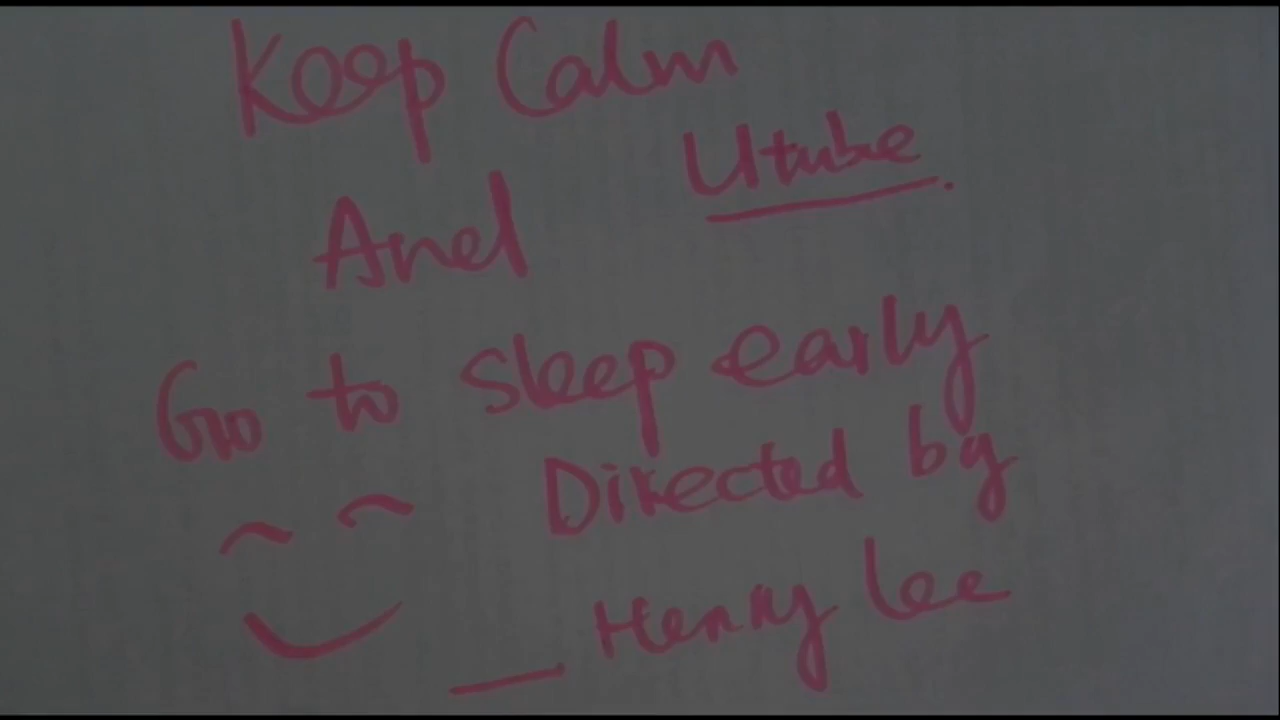 Keep Calm
Utube.
And
Go to sleep early
Directed by
_ Henry Lee